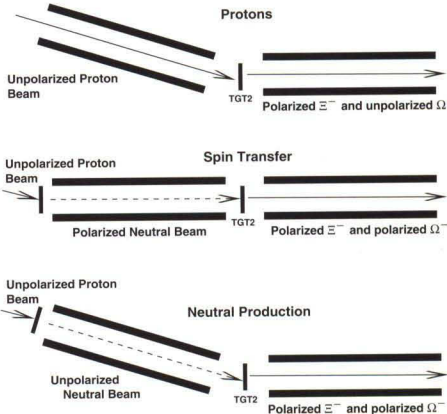 Protons
Unpolarized Proton
Beam
TGT2
Polarized Ξ⁻ and unpolarized Ω
Spin Transfer
Unpolarized Proton
Beam
TGT2
Polarized Neutral Beam
Polarized Ξ⁻ and polarized Ω⁻
Unpolarized Proton
Beam
Neutral Production
Unpolarized
Neutral Beam
TGT2
Polarized Ξ⁻ and polarized Ω⁻